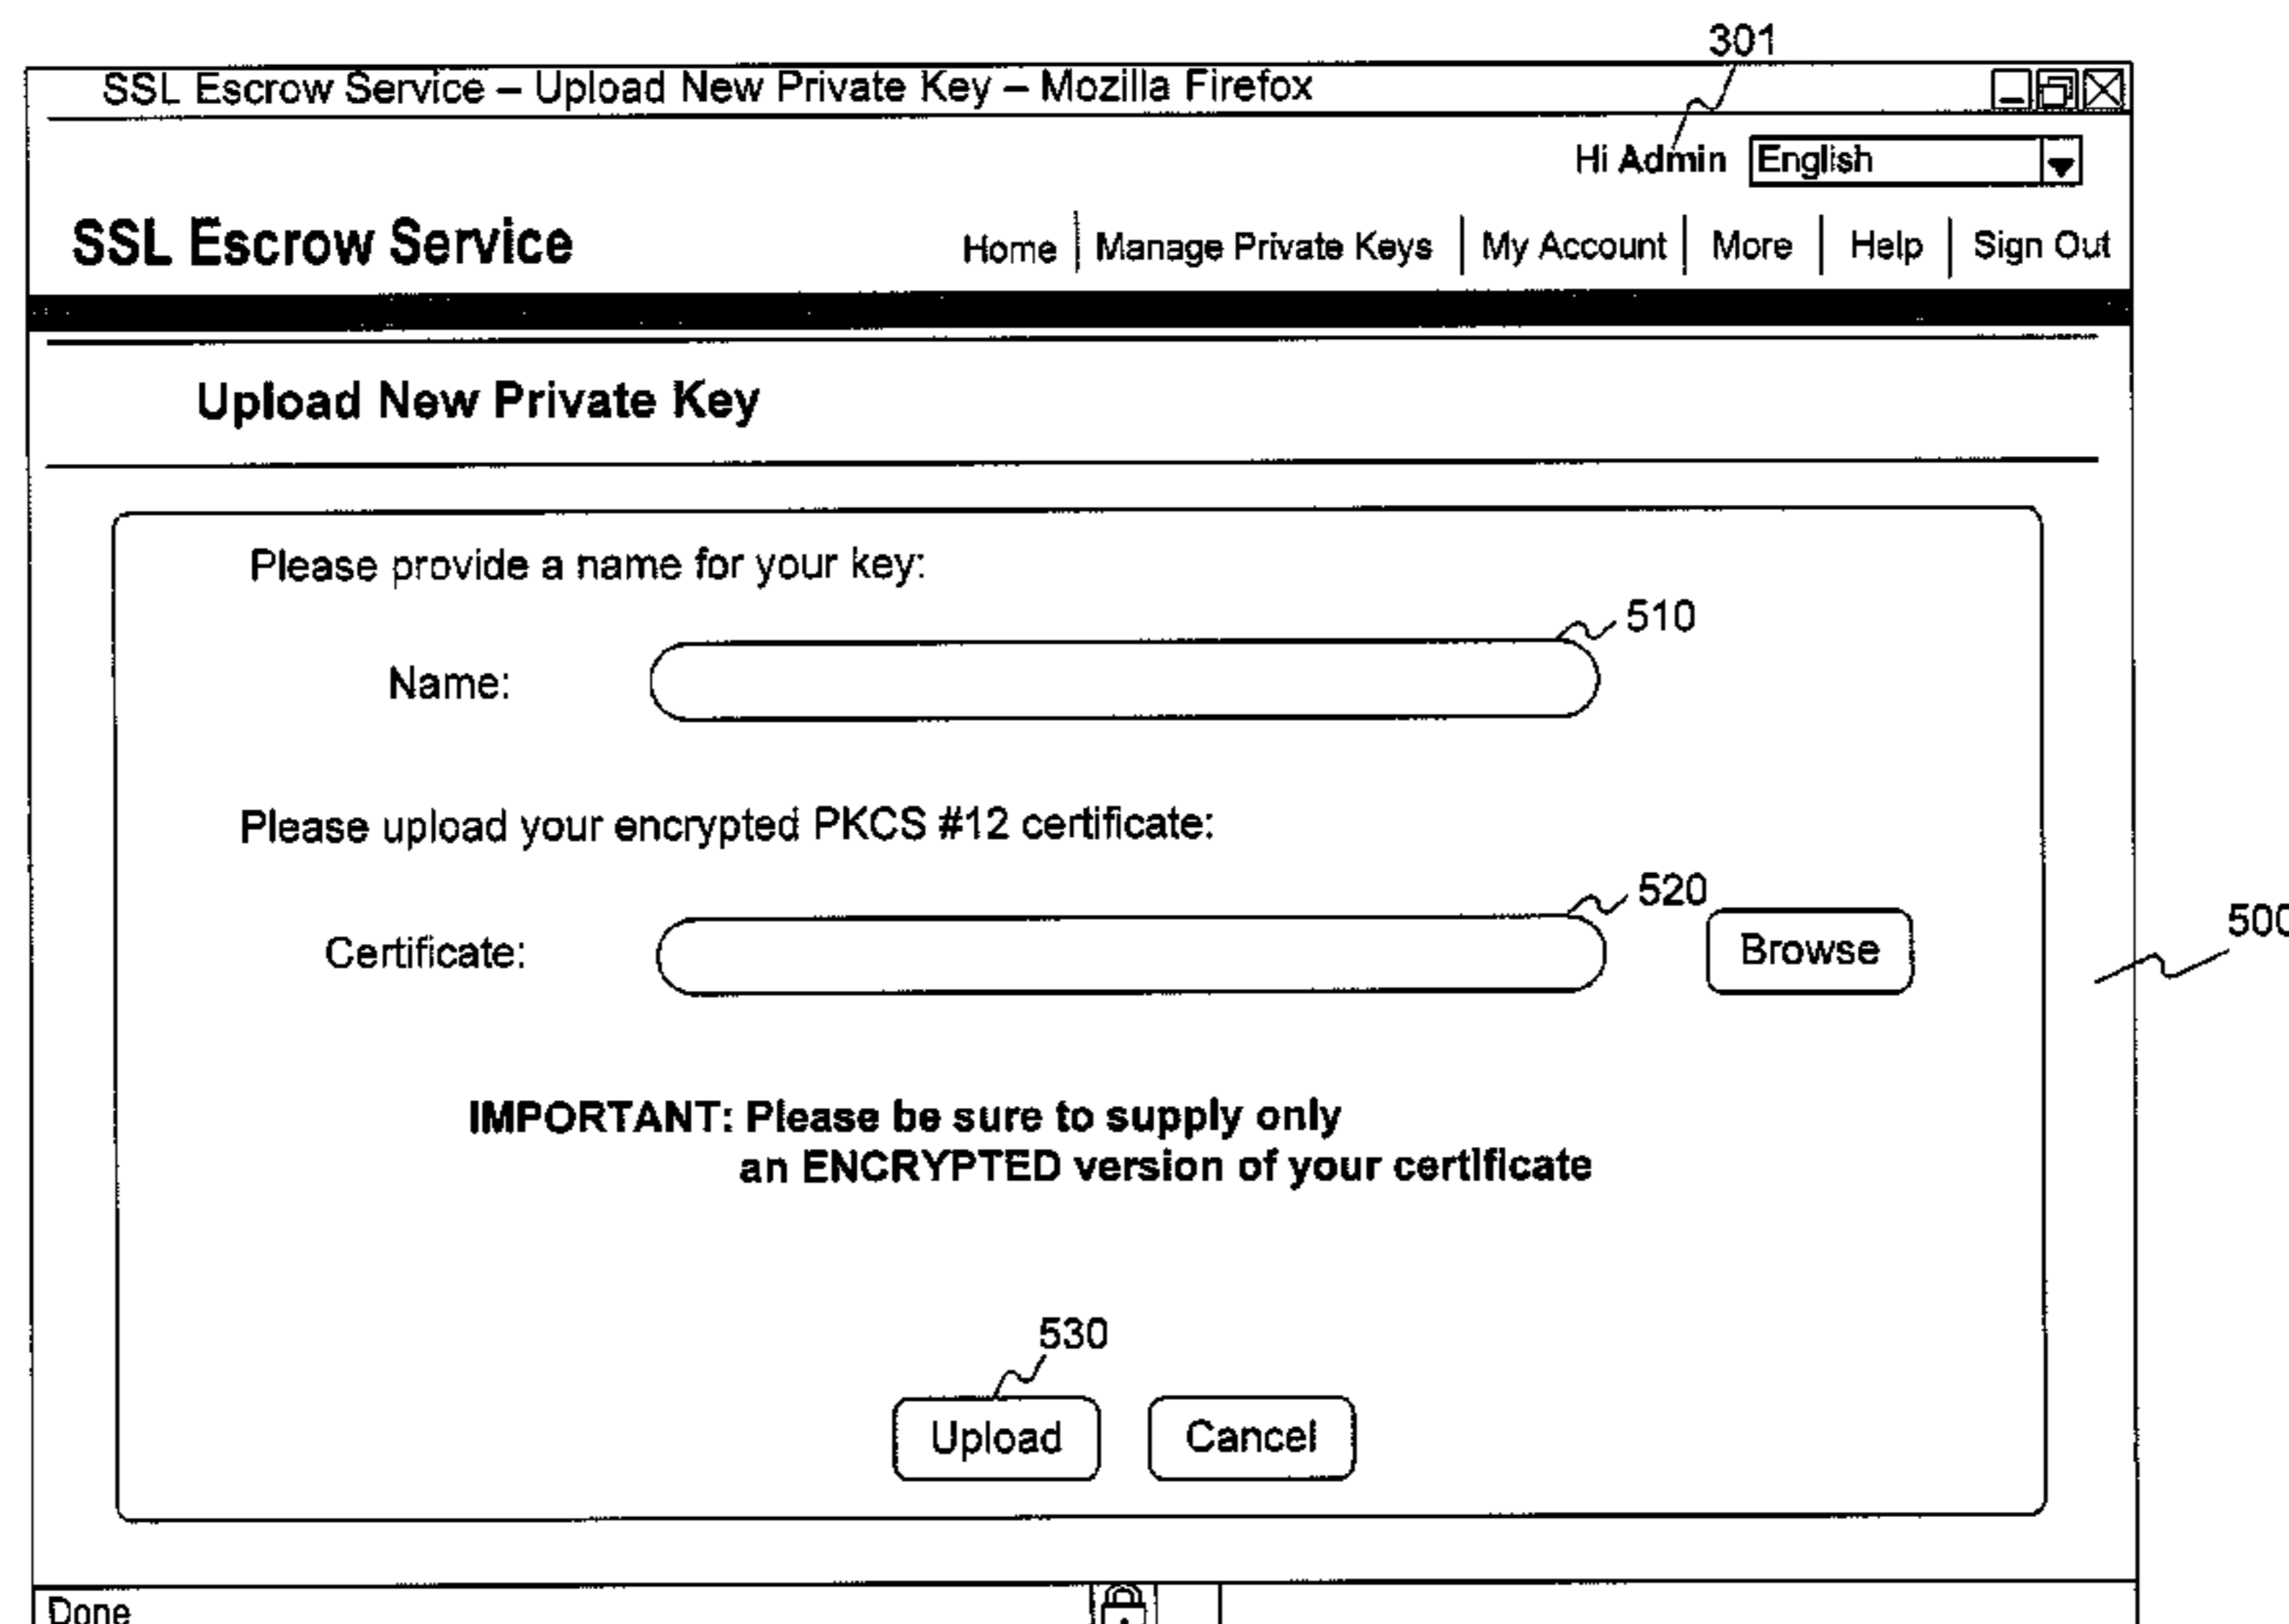 301
SSL Escrow Service – Upload New Private Key – Mozilla Firefox
Hi Admin English
SSL Escrow Service Home Manage Private Keys My Account More Help Sign Out
Upload New Private Key
Please provide a name for your key:
510
Name:
Please upload your encrypted PKCS #12 certificate:
520
500
Certificate: Browse
IMPORTANT: Please be sure to supply only
an ENCRYPTED version of your certificate
530
Upload Cancel
Done